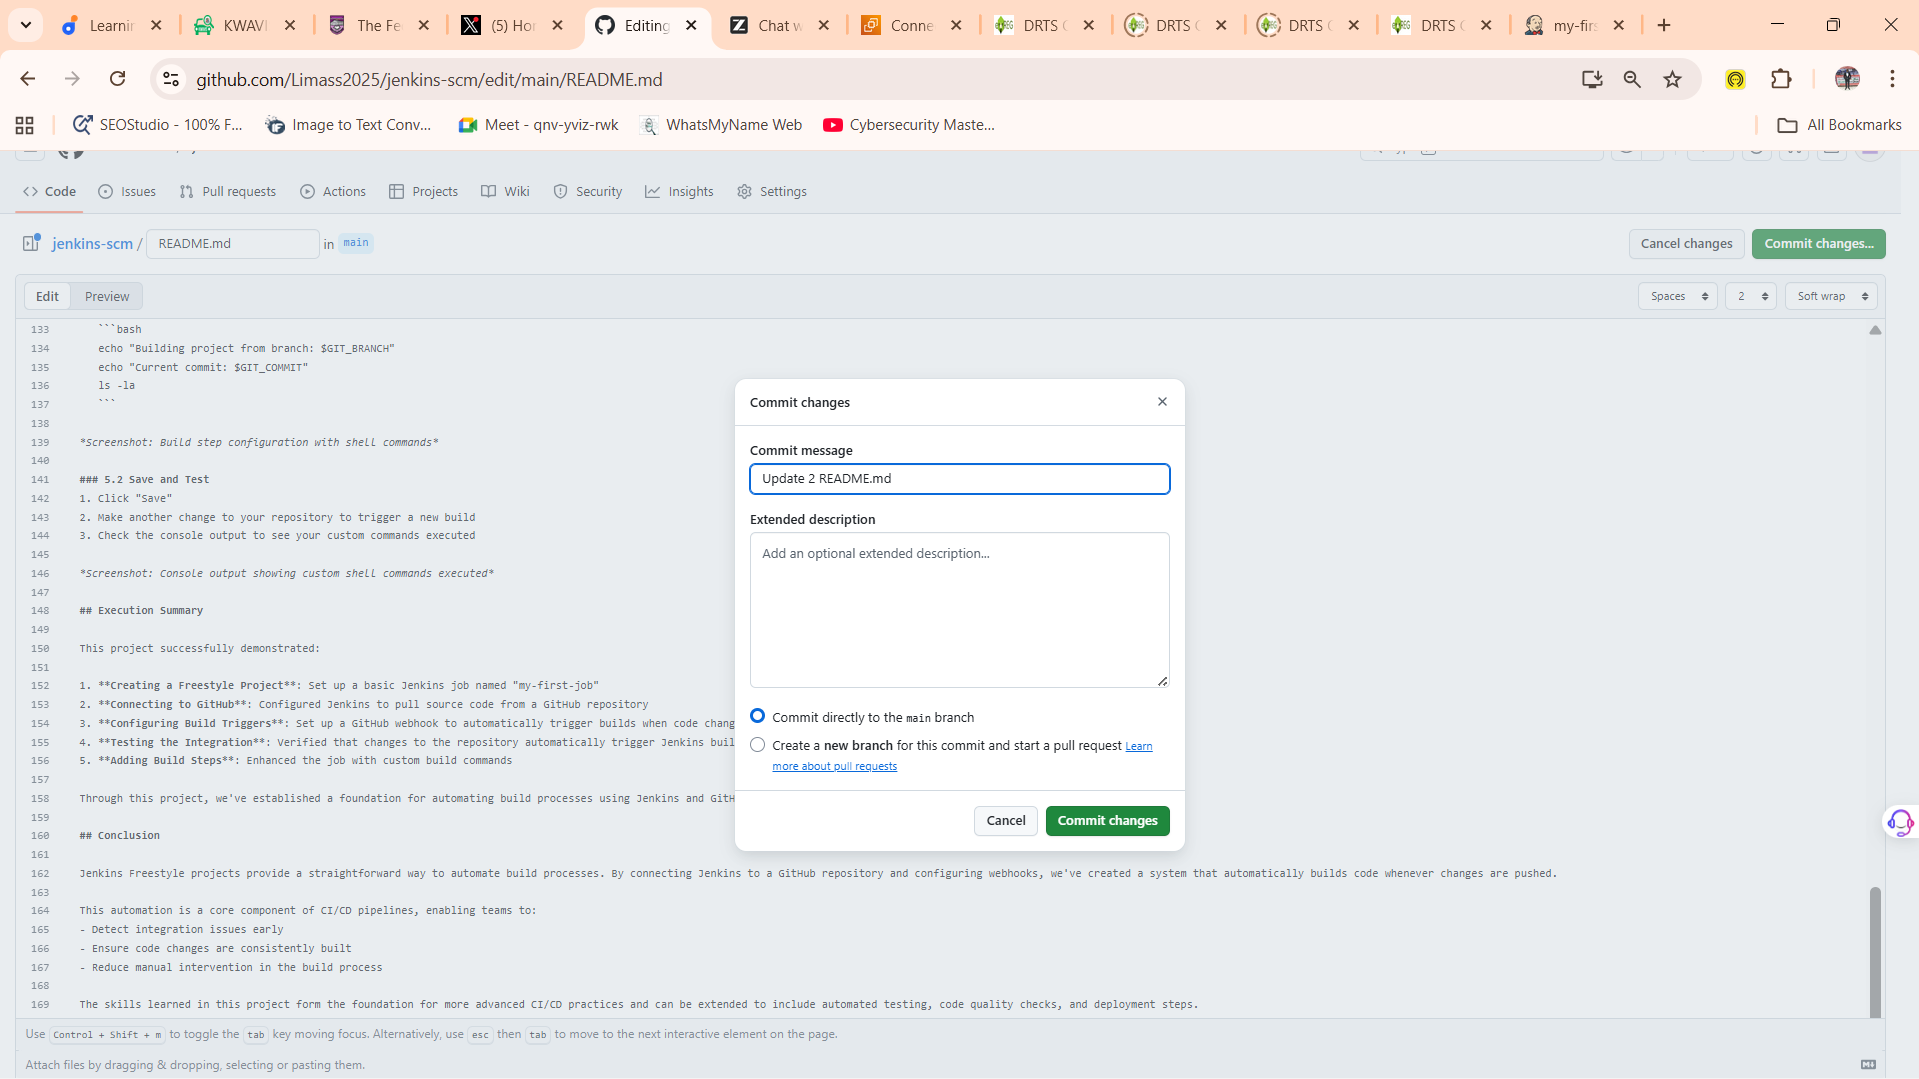 Learnir
KWAVI
The Fee
(5) Hor
Editing
Chat w
Conne
DRTS
DRTS
DRTS
DRTS
my-firs
github.com/Limass2025/jenkins-scm/edit/main/README.md
SEOStudio - 100% F...
Image to Text Conv...
Meet - qnv-yviz-rwk
WhatsMyName Web
Cybersecurity Maste...
All Bookmarks
Code
Issues
Pull requests
Actions
Projects
Wiki
Security
Insights
Settings
jenkins-scm / README.md in main
Cancel changes
Commit changes...
Edit
Preview
Spaces
2
Soft wrap
133 ```bash
134 echo "Building project from branch: $GIT_BRANCH"
135 echo "Current commit: $GIT_COMMIT"
136 ls -la
137 ```
138
139 *Screenshot: Build step configuration with shell commands*
140
141 ### 5.2 Save and Test
142 1. Click "Save"
143 2. Make another change to your repository to trigger a new build
144 3. Check the console output to see your custom commands executed
145
146 *Screenshot: Console output showing custom shell commands executed*
147
148 ## Execution Summary
149
150 This project successfully demonstrated:
151
152 1. **Creating a Freestyle Project**: Set up a basic Jenkins job named "my-first-job"
153 2. **Connecting to GitHub**: Configured Jenkins to pull source code from a GitHub repository
154 3. **Configuring Build Triggers**: Set up a GitHub webhook to automatically trigger builds when code chang
155 4. **Testing the Integration**: Verified that changes to the repository automatically trigger Jenkins buil
156 5. **Adding Build Steps**: Enhanced the job with custom build commands
157
158 Through this project, we've established a foundation for automating build processes using Jenkins and GitH
159
160 ## Conclusion
161
162 Jenkins Freestyle projects provide a straightforward way to automate build processes. By connecting Jenkins to a GitHub repository and configuring webhooks, we've created a system that automatically builds code whenever changes are pushed.
163
164 This automation is a core component of CI/CD pipelines, enabling teams to:
165 - Detect integration issues early
166 - Ensure code changes are consistently built
167 - Reduce manual intervention in the build process
168
169 The skills learned in this project form the foundation for more advanced CI/CD practices and can be extended to include automated testing, code quality checks, and deployment steps.
Commit changes
Commit message
Update 2 README.md
Extended description
Add an optional extended description...
Commit directly to the main branch
Create a new branch for this commit and start a pull request Learn
more about pull requests
Cancel
Commit changes
Use Control + Shift + m to toggle the tab key moving focus. Alternatively, use esc then tab to move to the next interactive element on the page.
Attach files by dragging & dropping, selecting or pasting them.